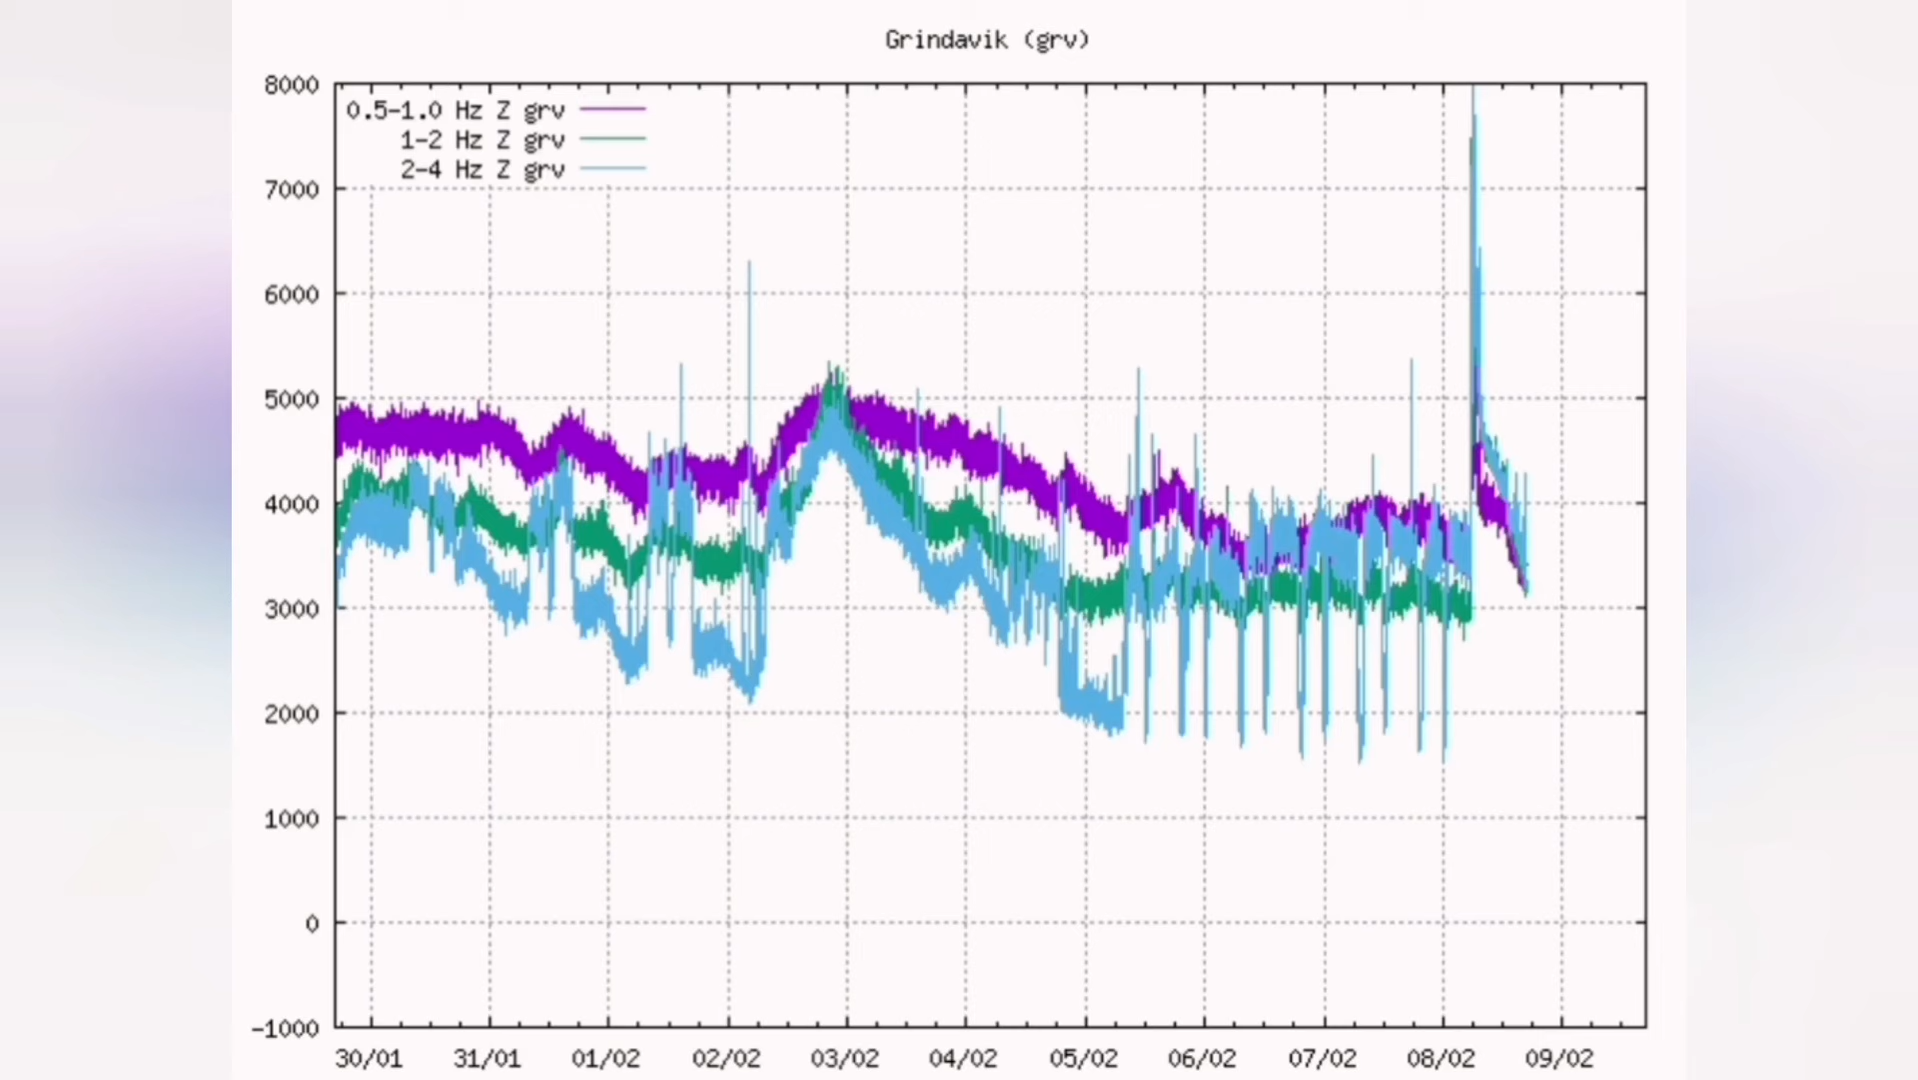 Grindavik (grv)
8000
0.5-1.0 Hz Z grv
1-2 Hz Z grv
2-4 Hz Z grv
7000
6000
5000
4000
3000
2000
1000
0
-1000
30/01 31/01 01/02 02/02 03/02 04/02 05/02 06/02 07/02 08/02 09/02